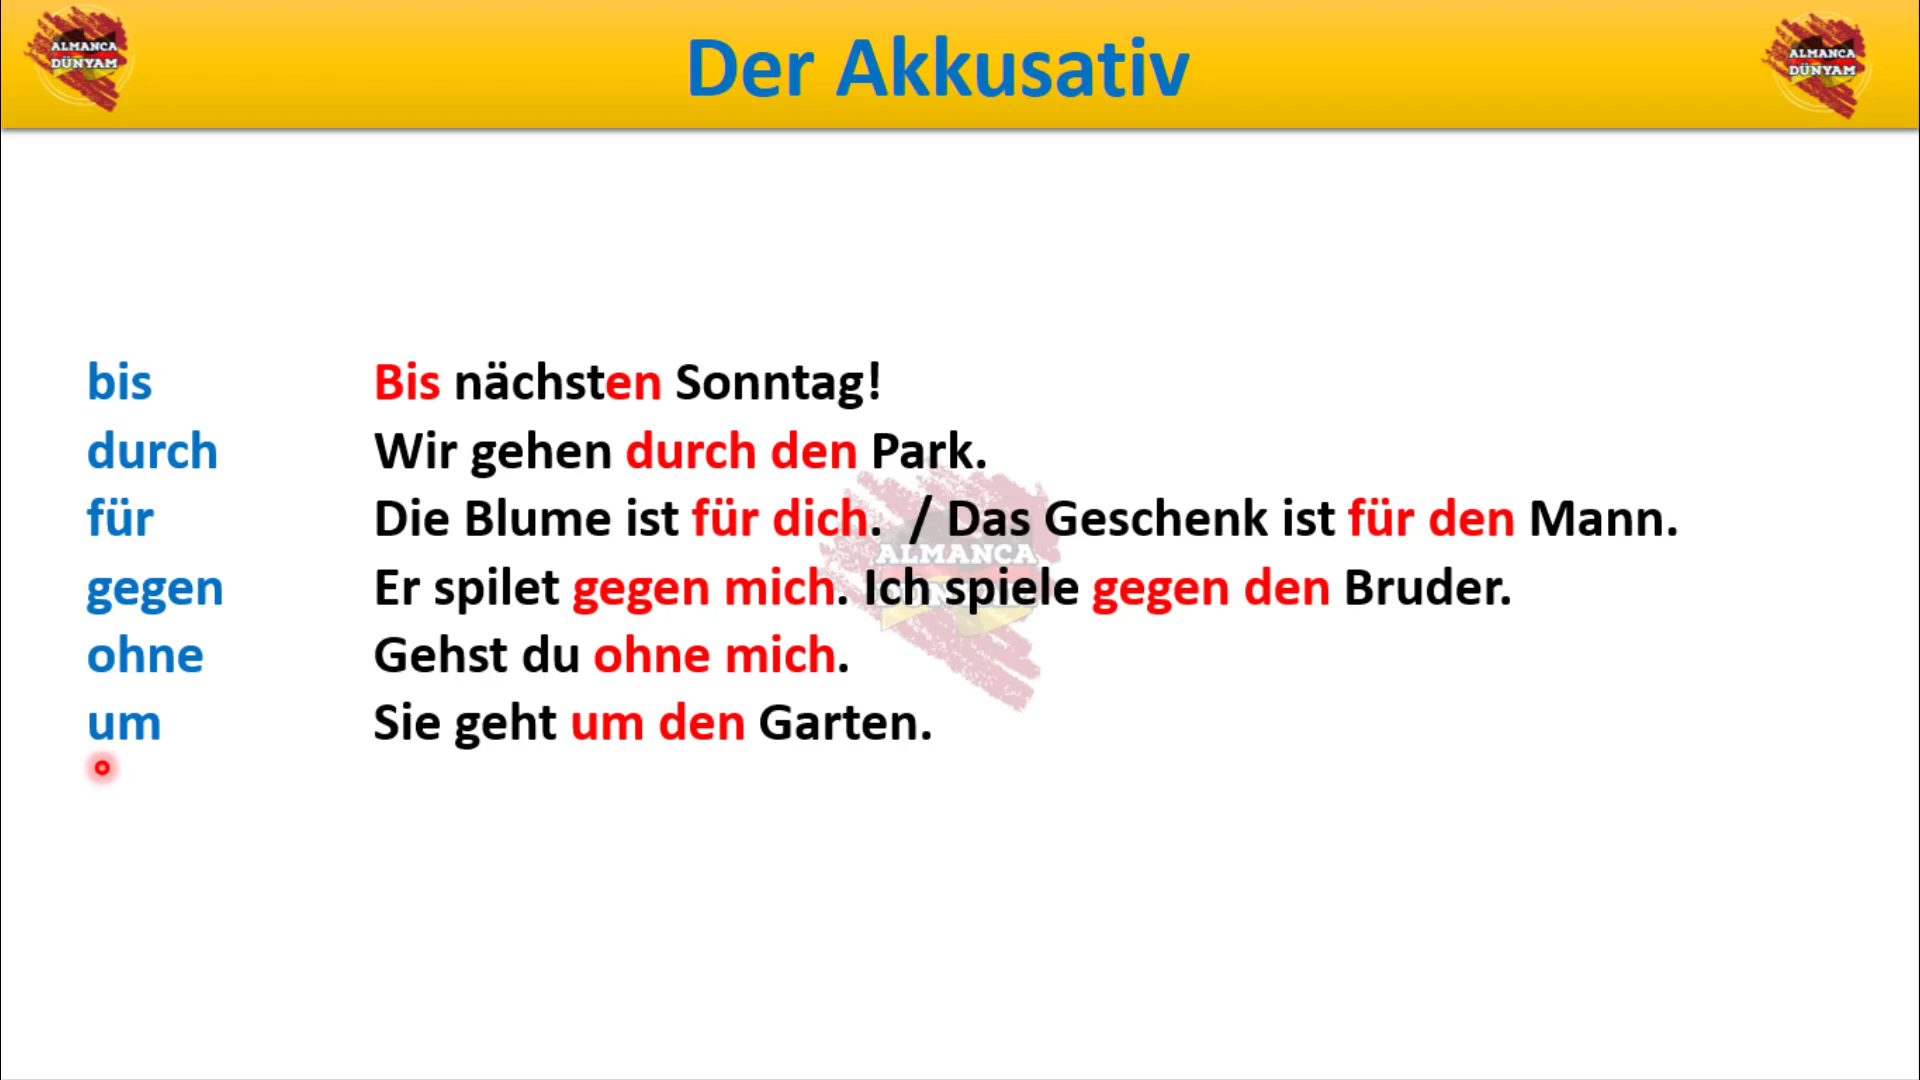 ALMANCA
DÜNYAM
Der Akkusativ
ALMANCA
DÜNYAM
bis Bis nächsten Sonntag!
durch Wir gehen durch den Park.
für Die Blume ist für dich. / Das Geschenk ist für den Mann.
gegen Er spilet gegen mich. Ich spiele gegen den Bruder.
ohne Gehst du ohne mich.
um Sie geht um den Garten.
ALMANCA